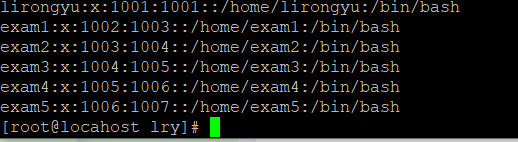 lirongyu:x:1001:1001::/home/lirongyu:/bin/bash
exam1:x:1002:1003::/home/exam1:/bin/bash
exam2:x:1003:1004::/home/exam2:/bin/bash
exam3:x:1004:1005::/home/exam3:/bin/bash
exam4:x:1005:1006::/home/exam4:/bin/bash
exam5:x:1006:1007::/home/exam5:/bin/bash
[root@locahost lry]#